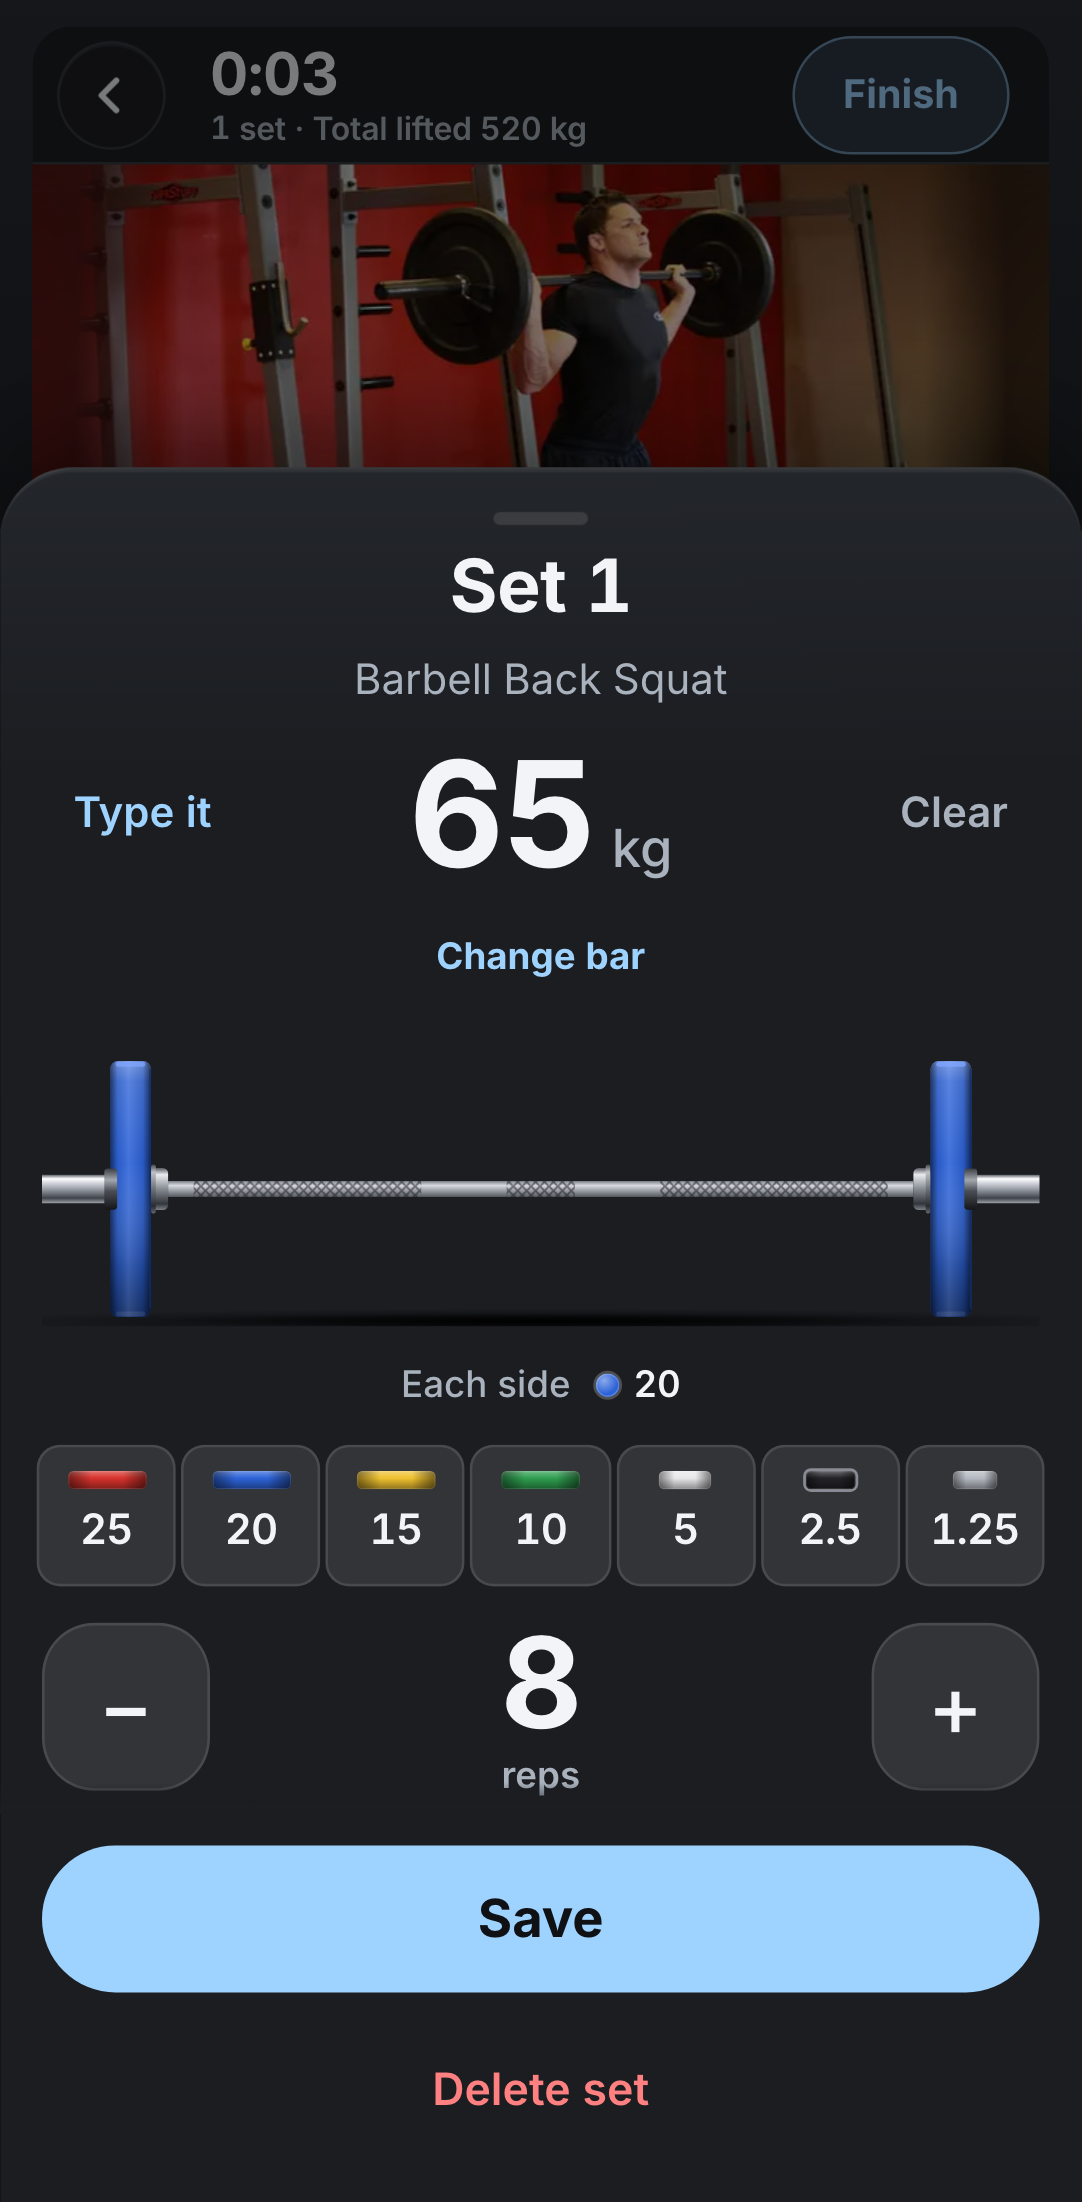 0:03
1 set · Total lifted 520 kg
Finish
Set 1
Barbell Back Squat
Type it
65 kg
Clear
Change bar
Each side 20
25
20
15
10
5
2.5
1.25
−
8
+
reps
Save
Delete set